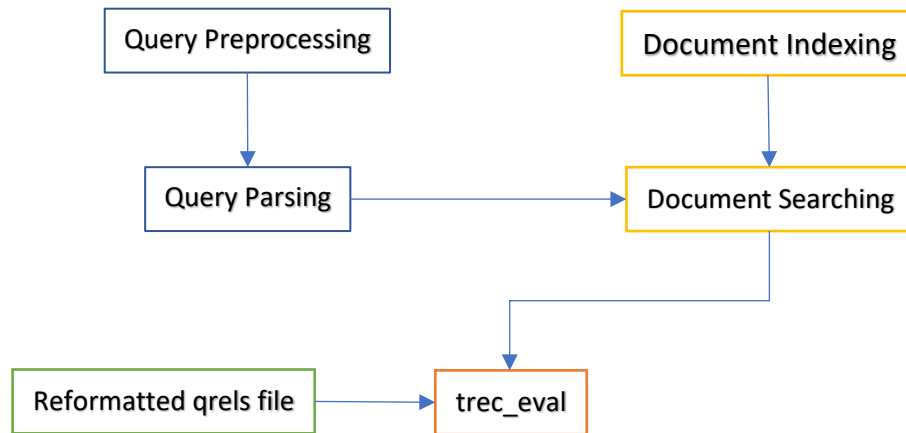 Query Preprocessing
Document Indexing
Query Parsing
Document Searching
Reformatted qrels file
trec_eval